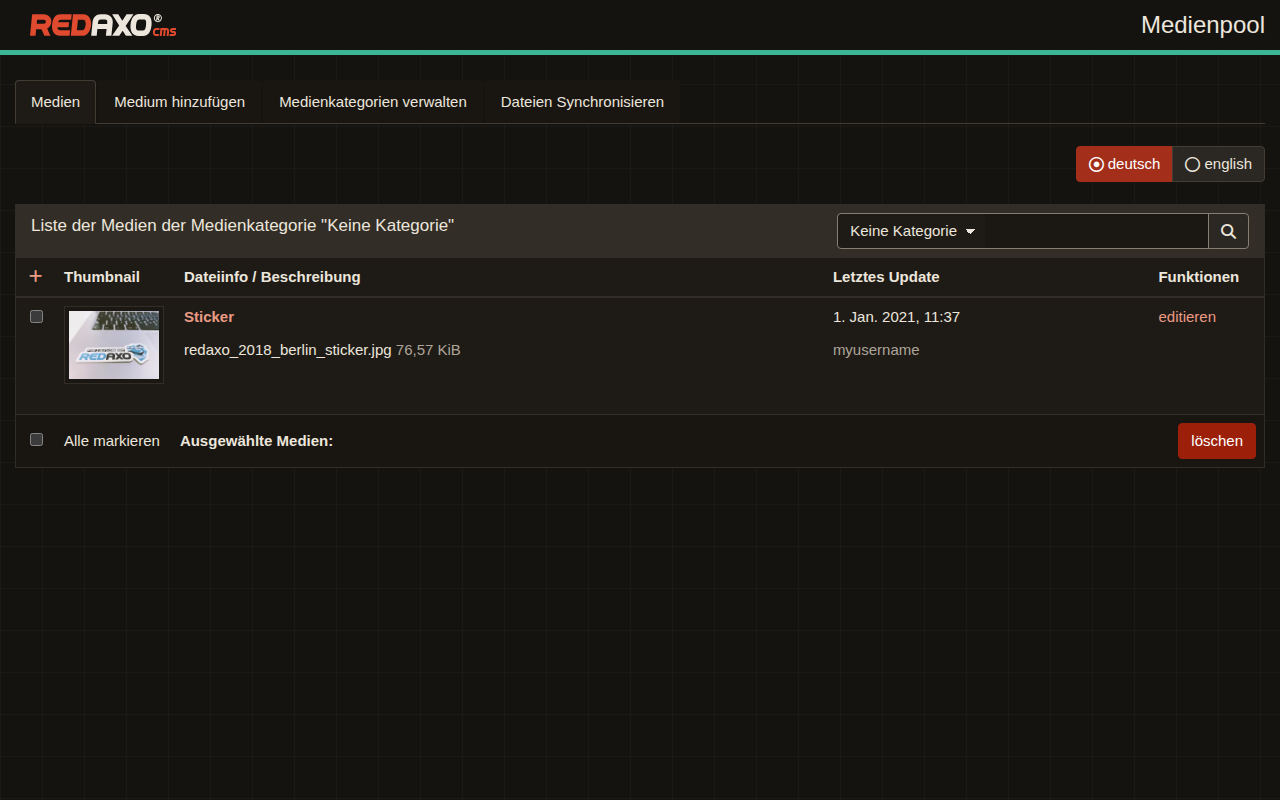 REDAXO® cms
Medienpool
Medien Medium hinzufügen Medienkategorien verwalten Dateien Synchronisieren
deutsch english
Liste der Medien der Medienkategorie "Keine Kategorie" Keine Kategorie
+ Thumbnail Dateiinfo / Beschreibung Letztes Update Funktionen
Sticker 1. Jan. 2021, 11:37 editieren
REDAXO
redaxo_2018_berlin_sticker.jpg 76,57 KiB myusername
Alle markieren Ausgewählte Medien: löschen